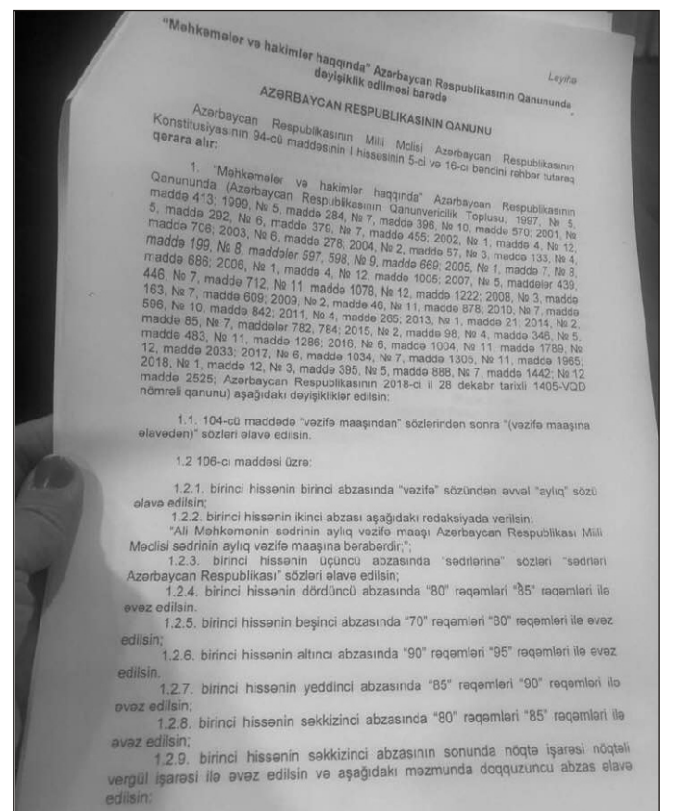 Layihə
"Məhkəmələr və hakimlər haqqında" Azərbaycan Respublikasının Qanununda
dəyişiklik edilməsi barədə
AZƏRBAYCAN RESPUBLİKASININ QANUNU
Azərbaycan Respublikasının Milli Məclisi Azərbaycan Respublikasının
Konstitusiyasının 94-cü maddəsinin I hissəsinin 5-ci və 16-cı bəndini rəhbər tutaraq
qərara alır:
1. "Məhkəmələr və hakimlər haqqında" Azərbaycan Respublikasının
Qanununda (Azərbaycan Respublikasının Qanunvericilik Toplusu, 1997, № 5,
maddə 413; 1999, № 5, maddə 284, № 7, maddə 396, № 10, maddə 570; 2001, №
5, maddə 292, № 6, maddə 379, № 7, maddə 455; 2002, № 1, maddə 4, № 12,
maddə 706; 2003, № 6, maddə 276, 2004, № 2, maddə 57, № 3, maddə 133, № 4,
maddə 199, № 8, maddələr 597, 598, № 9, maddə 669; 2005, № 1, maddə 7, № 8,
maddə 686; 2006, № 1, maddə 4, № 12, maddə 1005; 2007, № 5, maddələr 439,
446, № 7, maddə 712, № 11 maddə 1078, № 12, maddə 1222; 2008, № 3, maddə
163, № 7, maddə 609; 2009, № 2, maddə 46, № 11, maddə 878; 2010, № 7, maddə
596, № 10, maddə 842; 2011, № 4, maddə 265; 2013, № 1, maddə 21; 2014, № 2,
maddə 85, № 7, maddələr 782, 784; 2015, № 2, maddə 98, № 4, maddə 346, № 5,
maddə 483, № 11, maddə 1286; 2016, № 6, maddə 1004, № 11, maddə 1789, №
12, maddə 2033; 2017, № 6, maddə 1034, № 7, maddə 1305, № 11, maddə 1965;
2018, № 1, maddə 12, № 3, maddə 395, № 5, maddə 888, № 7, maddə 1442; № 12
maddə 2525; Azərbaycan Respublikasının 2018-ci il 28 dekabr tarixli 1405-VQD
nömrəli qanunu) aşağıdakı dəyişikliklər edilsin:
1.1. 104-cü maddədə "vəzifə maaşından" sözlərindən sonra "(vəzifə maaşına
əlavədən)" sözləri əlavə edilsin.
1.2 106-cı maddəsi üzrə:
1.2.1. birinci hissənin birinci abzasında "vəzifə" sözündən əvvəl "aylıq" sözü
əlavə edilsin;
1.2.2. birinci hissənin ikinci abzası aşağıdakı redaksiyada verilsin:
"Ali Məhkəmənin sədrinin aylıq vəzifə maaşı Azərbaycan Respublikası Milli
Məclisi sədrinin aylıq vəzifə maaşına bərabərdir;";
1.2.3. birinci hissənin üçüncü abzasında "sədrlərinə" sözləri "sədrləri
Azərbaycan Respublikası" sözləri əlavə edilsin;
1.2.4. birinci hissənin dördüncü abzasında "80" rəqəmləri "85" rəqəmləri ilə
əvəz edilsin.
1.2.5. birinci hissənin beşinci abzasında "70" rəqəmləri "80" rəqəmləri ilə əvəz
edilsin;
1.2.6. birinci hissənin altıncı abzasında "90" rəqəmləri "95" rəqəmləri ilə əvəz
edilsin.
1.2.7. birinci hissənin yeddinci abzasında "85" rəqəmləri "90" rəqəmləri ilə
əvəz edilsin;
1.2.8. birinci hissənin səkkizinci abzasında "80" rəqəmləri "85" rəqəmləri ilə
əvəz edilsin;
1.2.9. birinci hissənin səkkizinci abzasının sonunda nöqtə işarəsi nöqtəli
vergül işarəsi ilə əvəz edilsin və aşağıdakı məzmunda doqquzuncu abzas əlavə
edilsin: